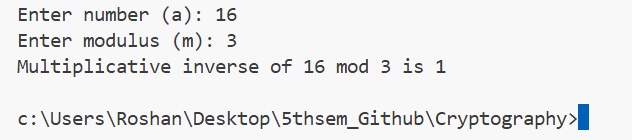 Enter number (a): 16
Enter modulus (m): 3
Multiplicative inverse of 16 mod 3 is 1
c:\Users\Roshan\Desktop\5thsem_Github\Cryptography>